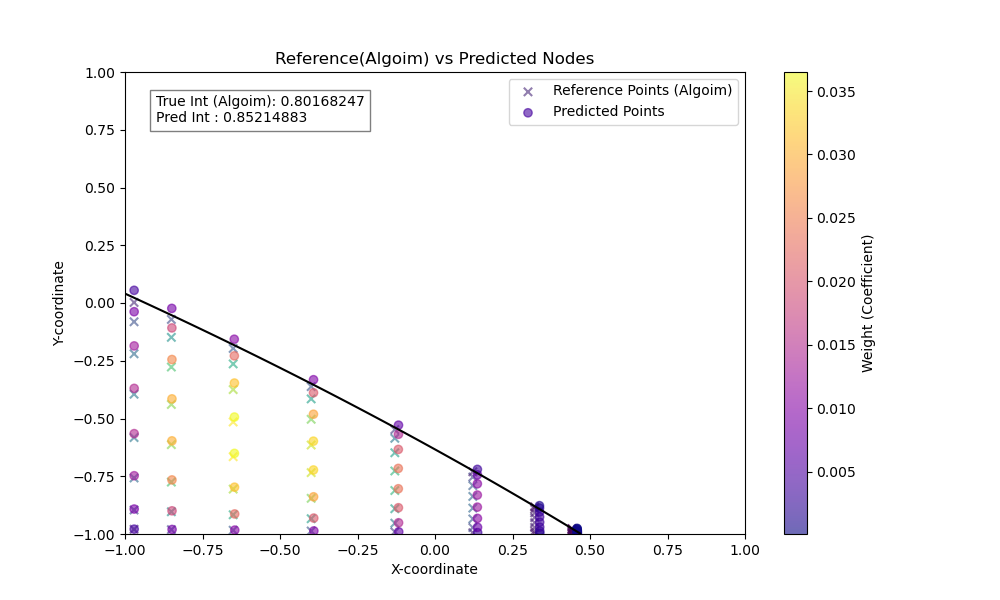 Reference(Algoim) vs Predicted Nodes
True Int (Algoim): 0.80168247
Pred Int : 0.85214883
Reference Points (Algoim)
Predicted Points
1.00
0.75
0.50
0.25
0.00
−0.25
−0.50
−0.75
−1.00
Y-coordinate
−1.00 −0.75 −0.50 −0.25 0.00 0.25 0.50 0.75 1.00
X-coordinate
0.035
0.030
0.025
0.020
0.015
0.010
0.005
Weight (Coefficient)